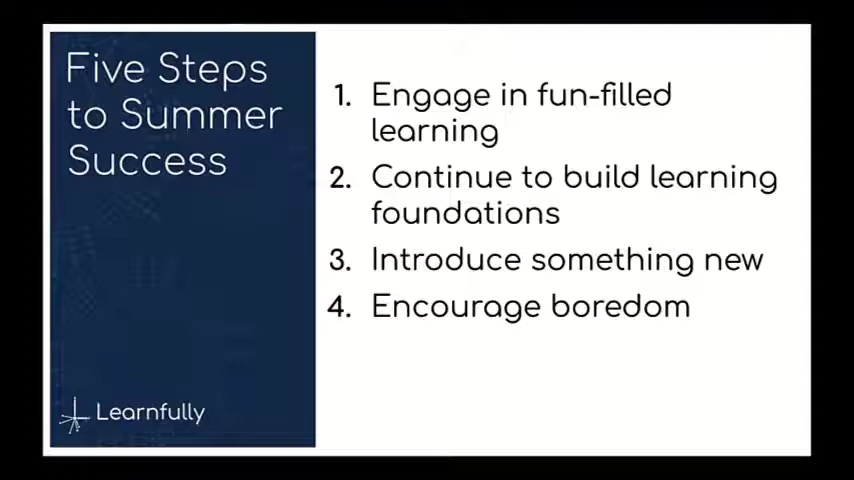 Five Steps
to Summer
Success
1. Engage in fun-filled
learning
2. Continue to build learning
foundations
3. Introduce something new
4. Encourage boredom
Learnfully